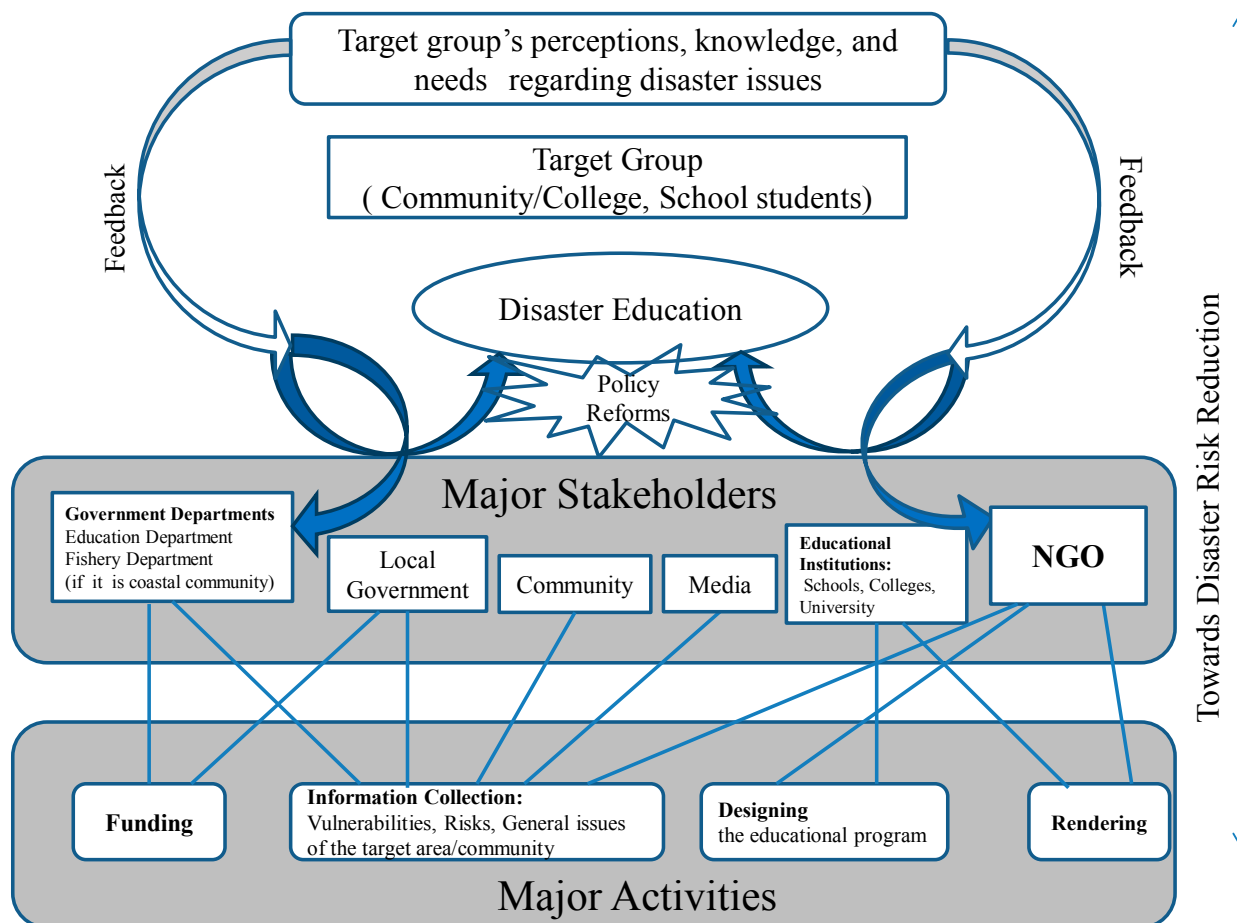 Target group’s perceptions, knowledge, and
needs regarding disaster issues
Target Group
( Community/College, School students)
Feedback
Feedback
Disaster Education
Policy
Reforms
Towards Disaster Risk Reduction
Major Stakeholders
Government Departments
Education Department
Fishery Department
(if it is coastal community)
Local
Government
Community
Media
Educational
Institutions:
Schools, Colleges,
University
NGO
Funding
Information Collection:
Vulnerabilities, Risks, General issues
of the target area/community
Designing
the educational program
Rendering
Major Activities